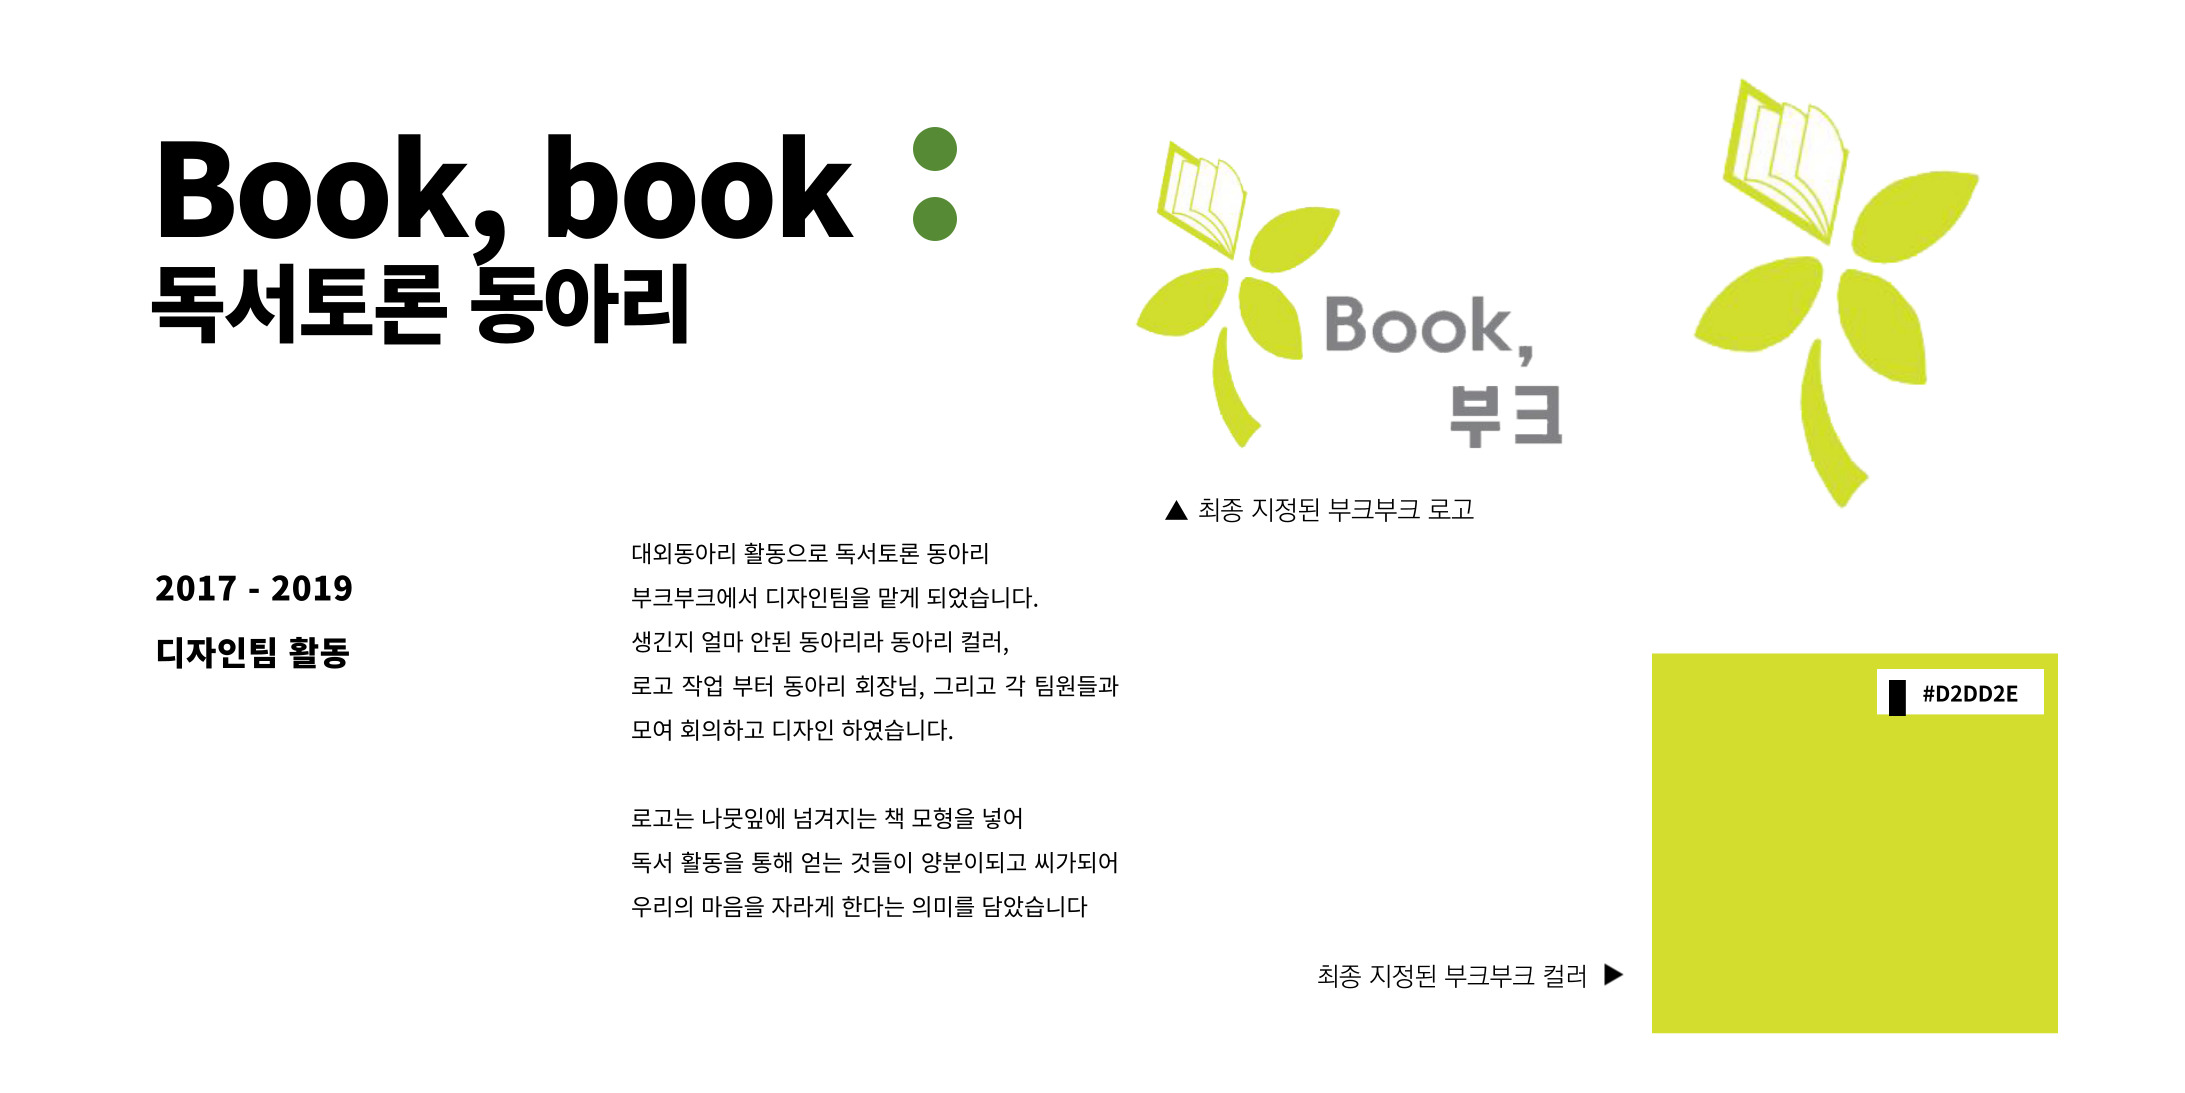 Book, book :
독서토론 동아리
Book,
부크
▲ 최종 지정된 부크부크 로고
2017 - 2019
디자인팀 활동
대외동아리 활동으로 독서토론 동아리
부크부크에서 디자인팀을 맡게 되었습니다.
생긴지 얼마 안된 동아리라 동아리 컬러,
로고 작업 부터 동아리 회장님, 그리고 각 팀원들과
모여 회의하고 디자인 하였습니다.
로고는 나뭇잎에 넘겨지는 책 모형을 넣어
독서 활동을 통해 얻는 것들이 양분이되고 씨가되어
우리의 마음을 자라게 한다는 의미를 담았습니다
#D2DD2E
최종 지정된 부크부크 컬러 ▶